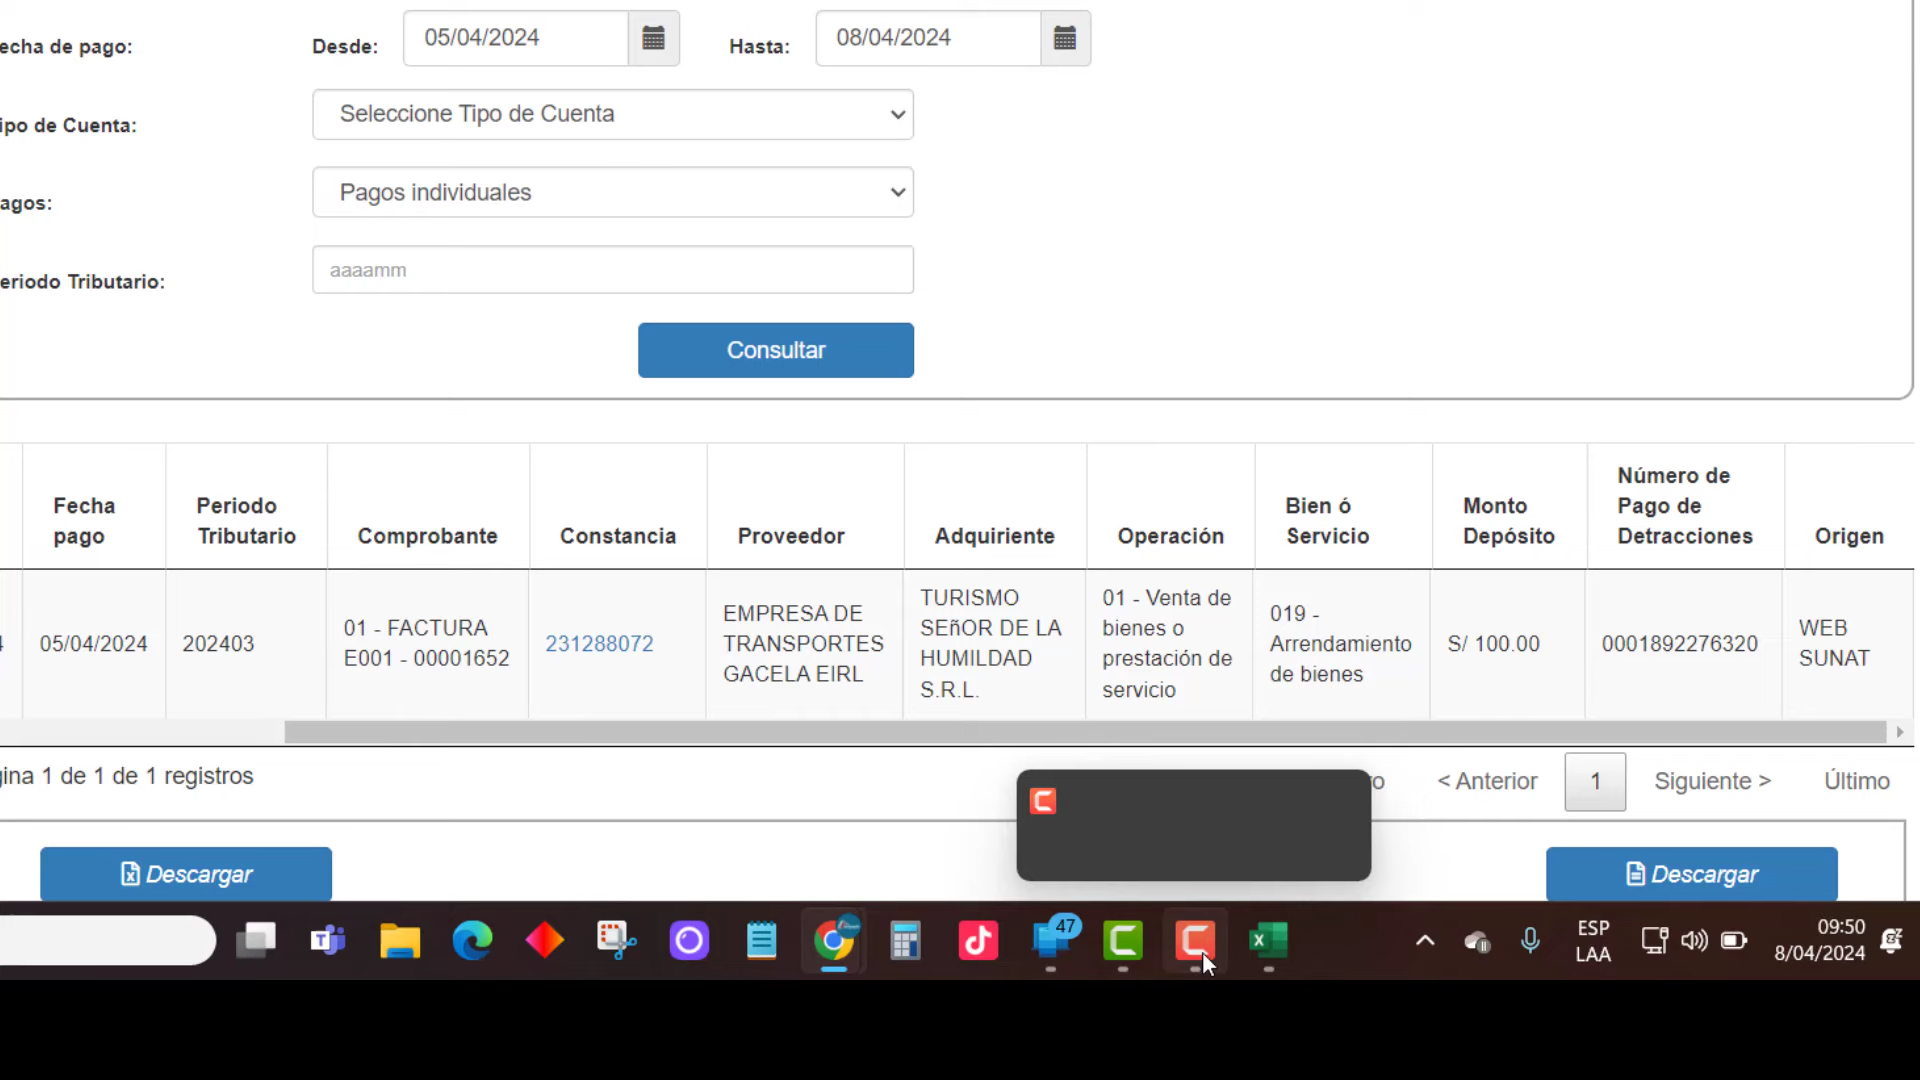 echa de pago:
Desde:
05/04/2024
Hasta:
08/04/2024
ipo de Cuenta:
Seleccione Tipo de Cuenta
agos:
Pagos individuales
eriodo Tributario:
aaaamm
Consultar
Fecha
pago
Periodo
Tributario
Comprobante
Constancia
Proveedor
Adquiriente
Operación
Bien ó
Servicio
Monto
Depósito
Número de
Pago de
Detracciones
Origen
05/04/2024
202403
01 - FACTURA
E001 - 00001652
231288072
EMPRESA DE
TRANSPORTES
GACELA EIRL
TURISMO
SEñOR DE LA
HUMILDAD
S.R.L.
01 - Venta de
bienes o
prestación de
servicio
019 -
Arrendamiento
de bienes
S/ 100.00
0001892276320
WEB
SUNAT
gina 1 de 1 de 1 registros
o
< Anterior
1
Siguiente >
Último
Descargar
Descargar
47
ESP
LAA
09:50
8/04/2024